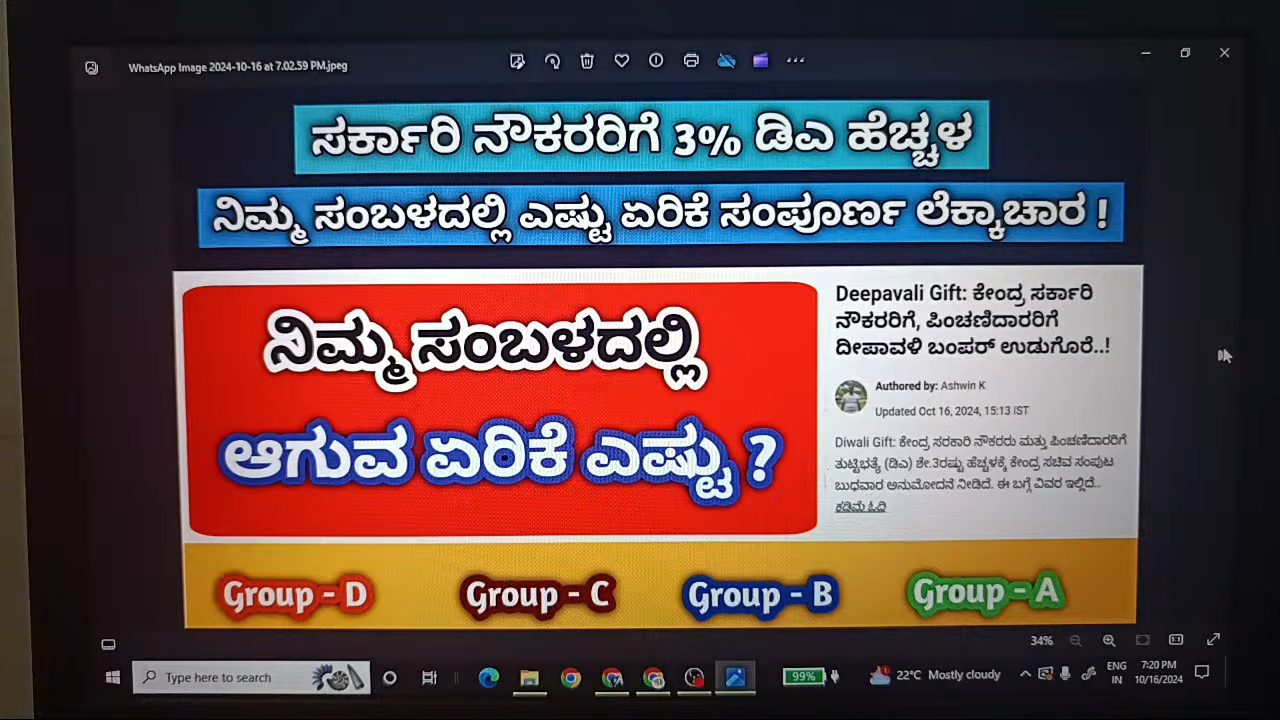 WhatsApp Image 2024-10-16 at 7.02.59 PM.jpeg
ಸರ್ಕಾರಿ ನೌಕರರಿಗೆ 3% ಡಿಎ ಹೆಚ್ಚಳ
ನಿಮ್ಮ ಸಂಬಳದಲ್ಲಿ ಎಷ್ಟು ಏರಿಕೆ ಸಂಪೂರ್ಣ ಲೆಕ್ಕಾಚಾರ !
ನಿಮ್ಮ ಸಂಬಳದಲ್ಲಿ
ಆಗುವ ಏರಿಕೆ ಎಷ್ಟು ?
Deepavali Gift: ಕೇಂದ್ರ ಸರ್ಕಾರಿ
ನೌಕರರಿಗೆ, ಪಿಂಚಣಿದಾರರಿಗೆ
ದೀಪಾವಳಿ ಬಂಪರ್ ಉಡುಗೊರೆ..!
Authored by: Ashwin K
Updated Oct 16, 2024, 15:13 IST
Diwali Gift: ಕೇಂದ್ರ ಸರಕಾರಿ ನೌಕರರು ಮತ್ತು ಪಿಂಚಣಿದಾರರಿಗೆ
ತುಟ್ಟಿಭತ್ಯೆ (ಡಿಎ) ಶೇ.3ರಷ್ಟು ಹೆಚ್ಚಳಕ್ಕೆ ಕೇಂದ್ರ ಸಚಿವ ಸಂಪುಟ
ಬುಧವಾರ ಅನುಮೋದನೆ ನೀಡಿದೆ. ಈ ಬಗ್ಗೆ ವಿವರ ಇಲ್ಲಿದೆ..
ಕಡಿಮೆ ಓದಿ
Group - D Group - C Group - B Group - A
34%
Type here to search
99%
22°C Mostly cloudy
ENG
IN
7:20 PM
10/16/2024